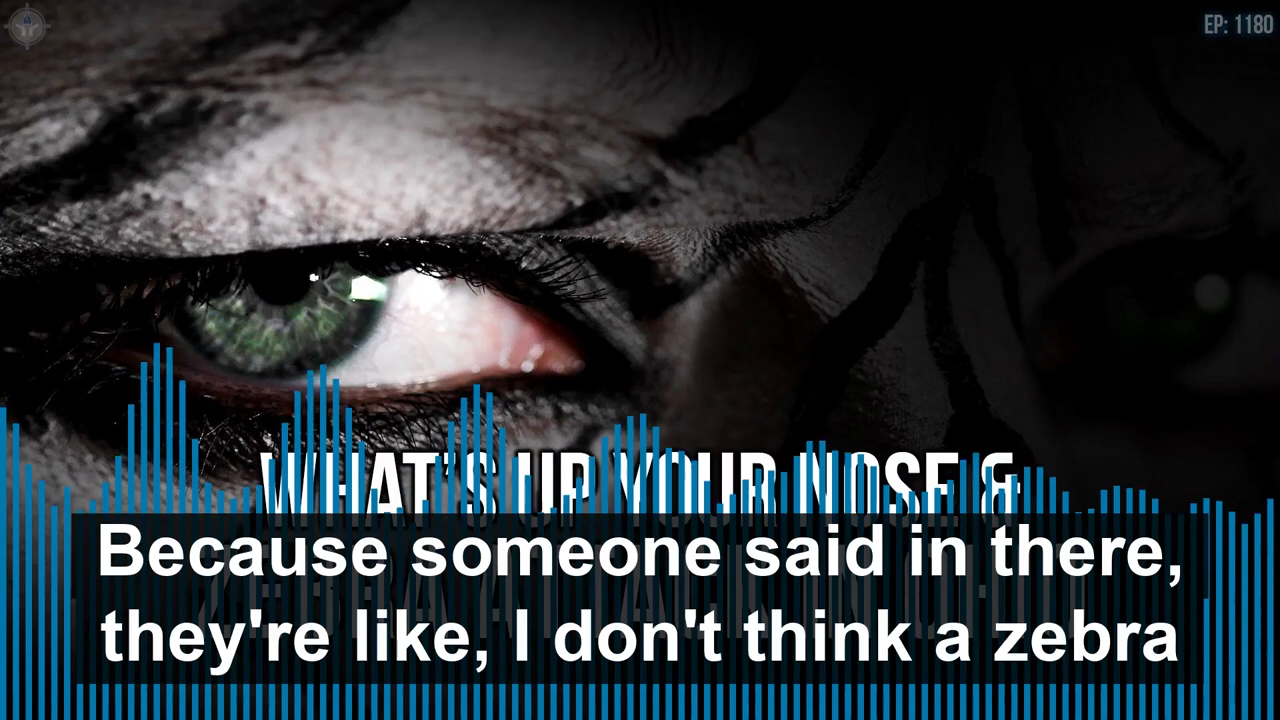 EP: 1180
WHAT'S UP YOUR NOSE &
Because someone said in there,
they're like, I don't think a zebra